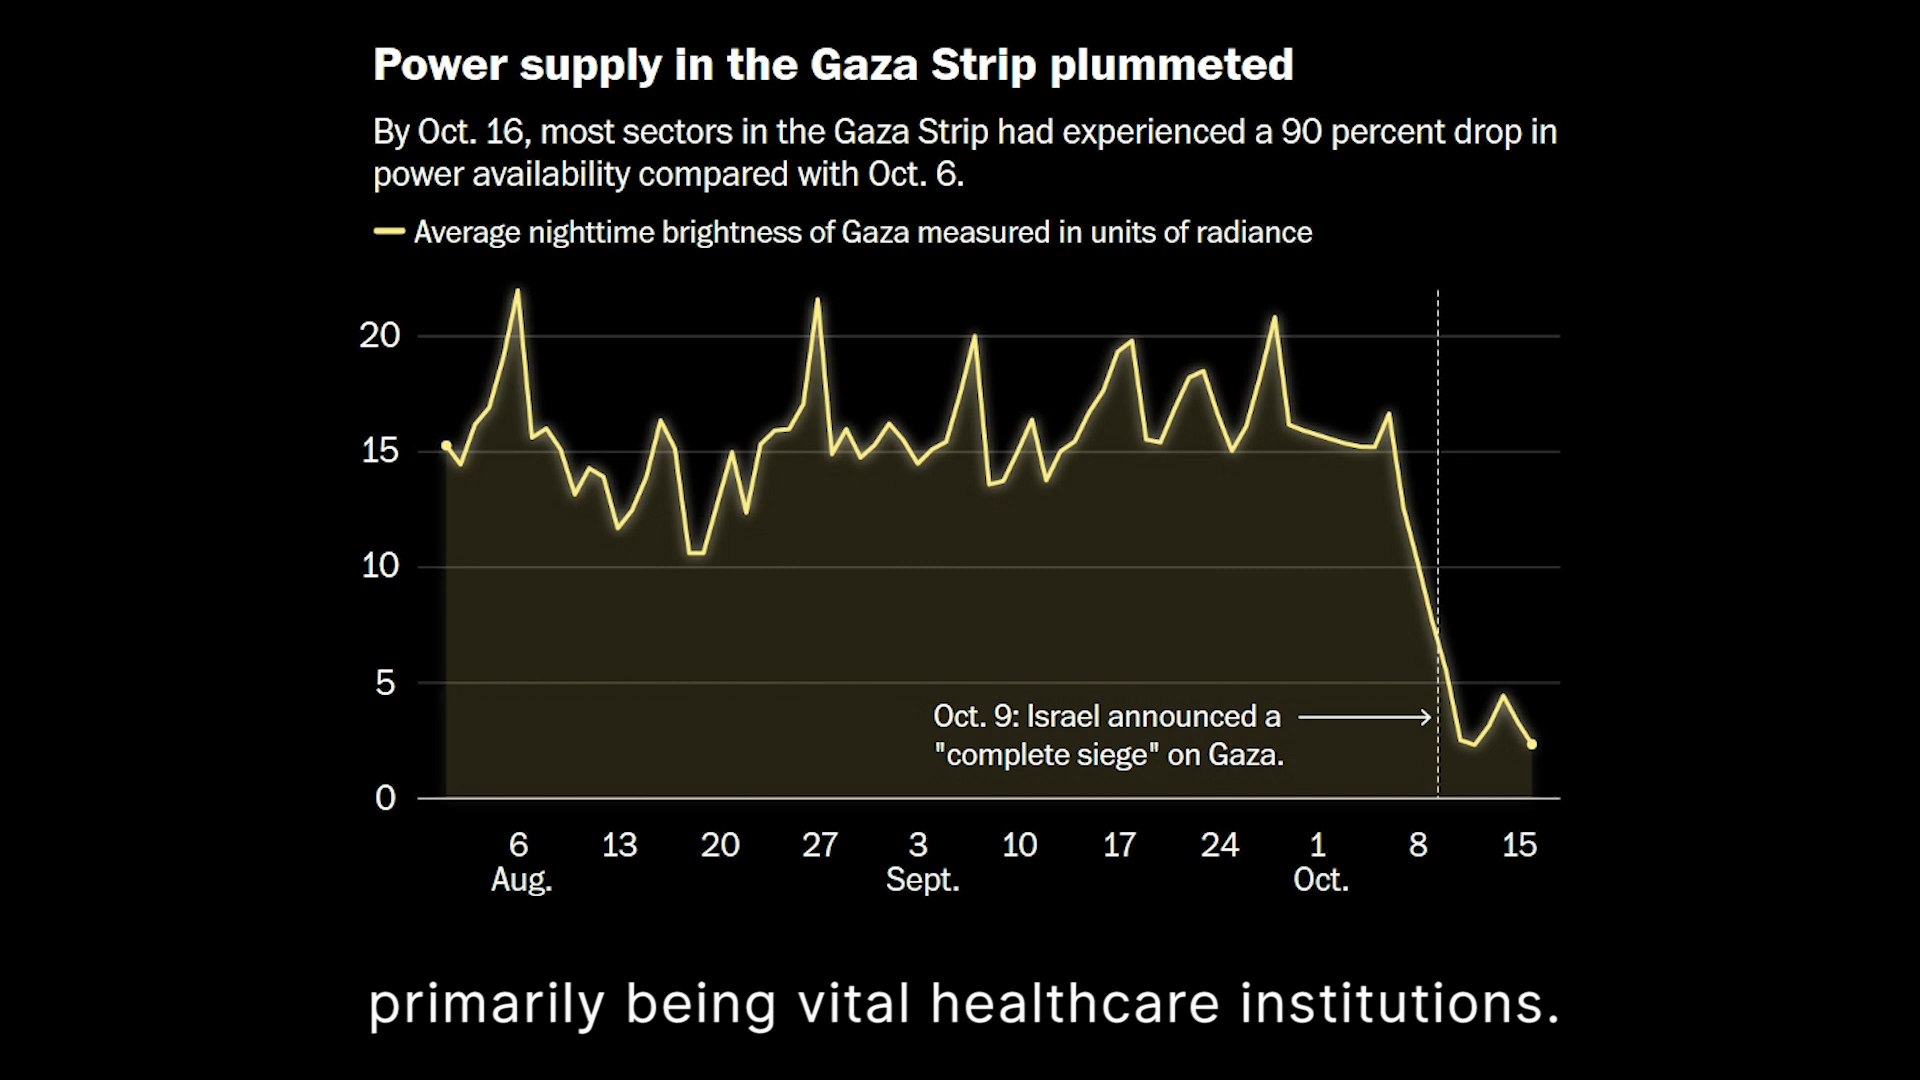 Power supply in the Gaza Strip plummeted
By Oct. 16, most sectors in the Gaza Strip had experienced a 90 percent drop in
power availability compared with Oct. 6.
Average nighttime brightness of Gaza measured in units of radiance
20
15
10
5
0
Oct. 9: Israel announced a
"complete siege" on Gaza.
6 13 20 27 3 10 17 24 1 8 15
Aug. Sept. Oct.
primarily being vital healthcare institutions.